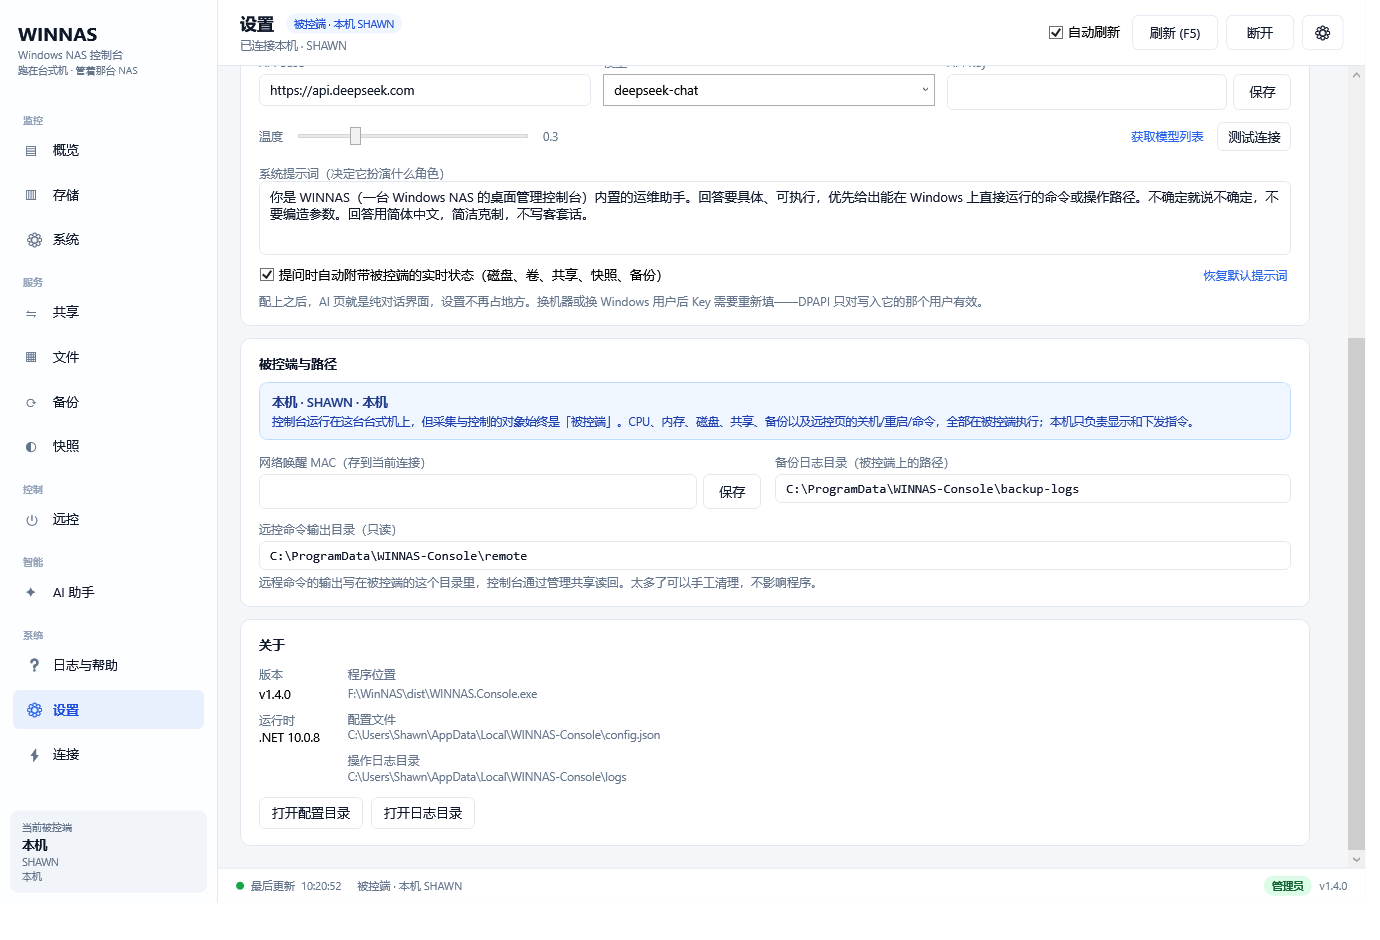 WINNAS
Windows NAS 控制台
跑在台式机 · 管着那台 NAS
监控
概览
存储
系统
服务
共享
文件
备份
快照
控制
远控
智能
AI 助手
系统
日志与帮助
设置
连接
当前被控端
本机
SHAWN
本机
设置 被控端 · 本机 SHAWN
已连接本机 · SHAWN
自动刷新 刷新 (F5) 断开
https://api.deepseek.com deepseek-chat 保存
温度 0.3 获取模型列表 测试连接
系统提示词（决定它扮演什么角色）
你是 WINNAS（一台 Windows NAS 的桌面管理控制台）内置的运维助手。回答要具体、可执行，优先给出能在 Windows 上直接运行的命令或操作路径。不确定就说不确定，不
要编造参数。回答用简体中文，简洁克制，不写客套话。
提问时自动附带被控端的实时状态（磁盘、卷、共享、快照、备份） 恢复默认提示词
配上之后，AI 页就是纯对话界面，设置不再占地方。换机器或换 Windows 用户后 Key 需要重新填——DPAPI 只对写入它的那个用户有效。
被控端与路径
本机 · SHAWN · 本机
控制台运行在这台台式机上，但采集与控制的对象始终是「被控端」。CPU、内存、磁盘、共享、备份以及远控页的关机/重启/命令，全部在被控端执行；本机只负责显示和下发指令。
网络唤醒 MAC（存到当前连接） 备份日志目录（被控端上的路径）
保存 C:\ProgramData\WINNAS-Console\backup-logs
远控命令输出目录（只读）
C:\ProgramData\WINNAS-Console\remote
远程命令的输出写在被控端的这个目录里，控制台通过管理共享读回。太多了可以手工清理，不影响程序。
关于
版本 程序位置
v1.4.0 F:\WinNAS\dist\WINNAS.Console.exe
运行时 配置文件
.NET 10.0.8 C:\Users\Shawn\AppData\Local\WINNAS-Console\config.json
操作日志目录
C:\Users\Shawn\AppData\Local\WINNAS-Console\logs
打开配置目录 打开日志目录
最后更新 10:20:52 被控端 · 本机 SHAWN 管理员 v1.4.0